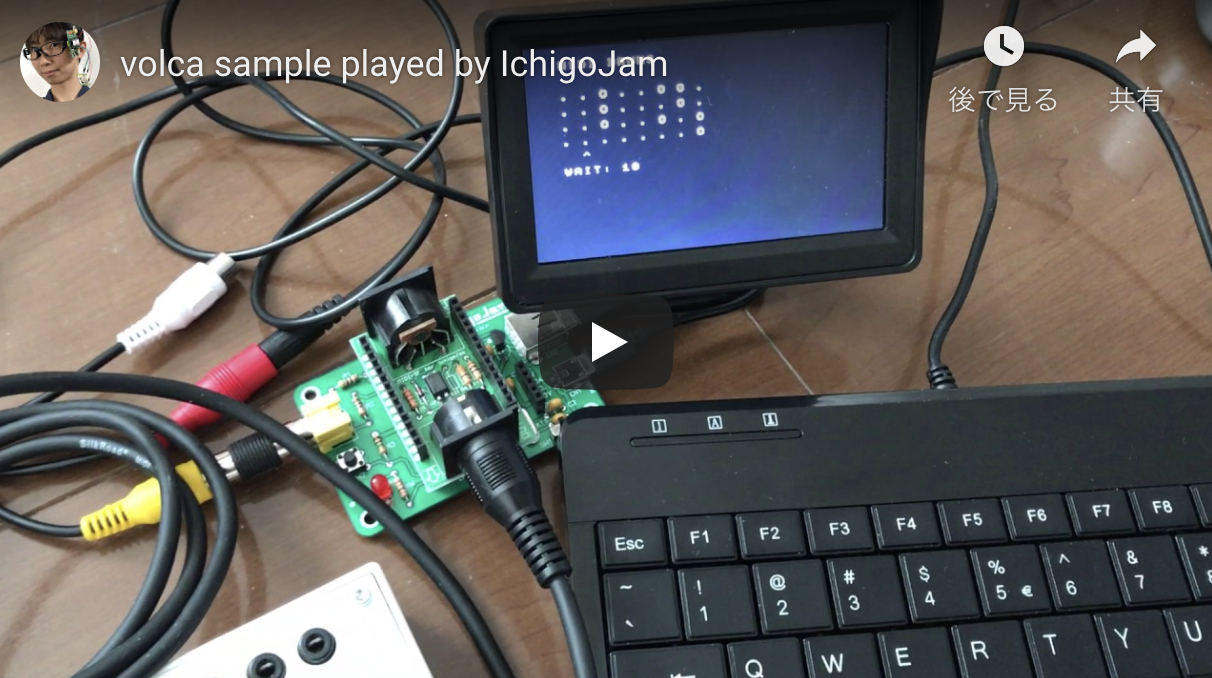 volca sample played by IchigoJam
後で見る
共有
WAIT: 10
Esc
F1
F2
F3
F4
F5
F6
F7
F8
~
!
@
#
$
%
^
&
*
`
1
2
3
4
5
€
6
7
8
Q
W
E
R
T
Y
U